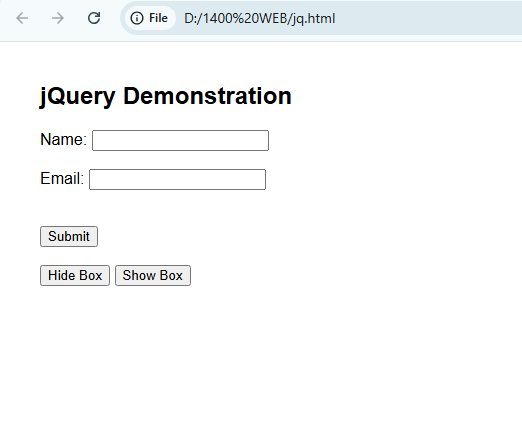 File D:/1400%20WEB/jq.html
jQuery Demonstration
Name:
Email:
Submit
Hide Box Show Box